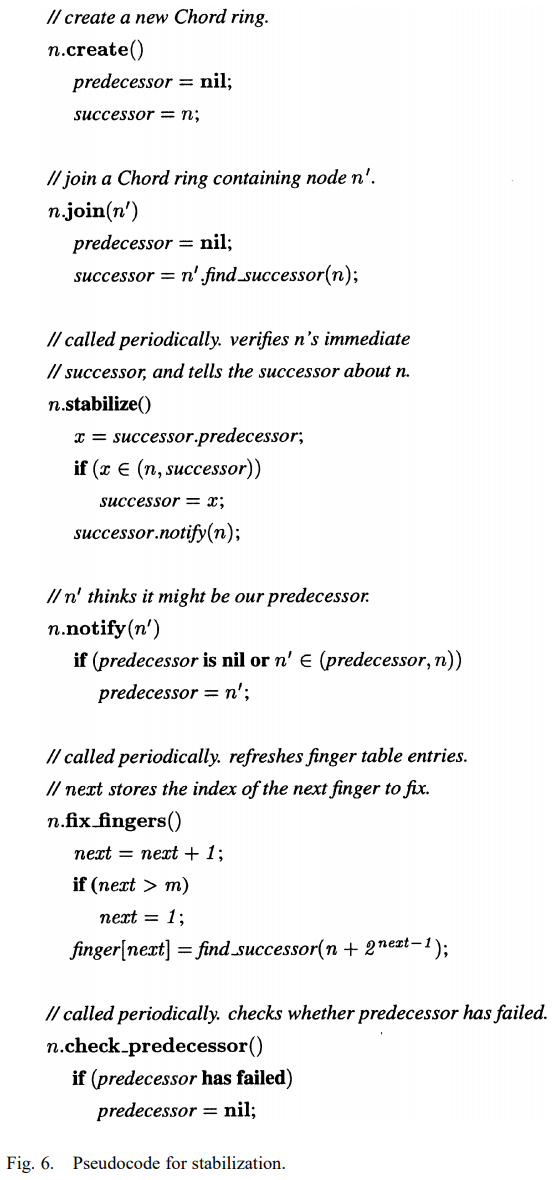 // create a new Chord ring.
n.create()
predecessor = nil;
successor = n;
// join a Chord ring containing node n′.
n.join(n′)
predecessor = nil;
successor = n′.find_successor(n);
// called periodically. verifies n's immediate
// successor, and tells the successor about n.
n.stabilize()
x = successor.predecessor;
if (x ∈ (n, successor))
successor = x;
successor.notify(n);
// n′ thinks it might be our predecessor.
n.notify(n′)
if (predecessor is nil or n′ ∈ (predecessor, n))
predecessor = n′;
// called periodically. refreshes finger table entries.
// next stores the index of the next finger to fix.
n.fix_fingers()
next = next + 1;
if (next > m)
next = 1;
finger[next] = find_successor(n + 2^{next−1});
// called periodically. checks whether predecessor has failed.
n.check_predecessor()
if (predecessor has failed)
predecessor = nil;
Fig. 6. Pseudocode for stabilization.